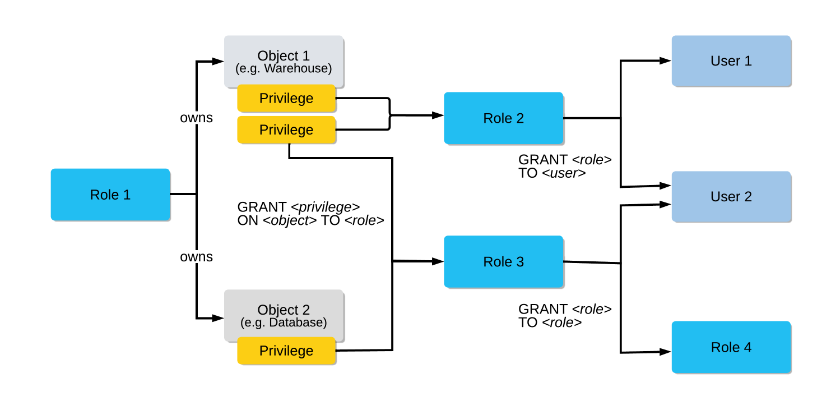 Object 1
(e.g. Warehouse)
Privilege
Privilege
owns
Role 1
owns
GRANT <privilege>
ON <object> TO <role>
Object 2
(e.g. Database)
Privilege
Role 2
GRANT <role>
TO <user>
Role 3
GRANT <role>
TO <role>
User 1
User 2
Role 4